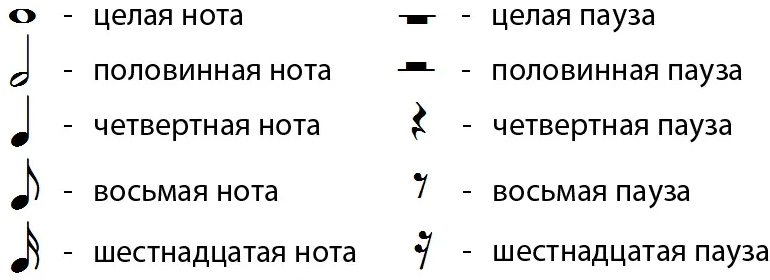 - целая нота - целая пауза
- половинная нота - половинная пауза
- четвертная нота - четвертная пауза
- восьмая нота - восьмая пауза
- шестнадцатая нота - шестнадцатая пауза